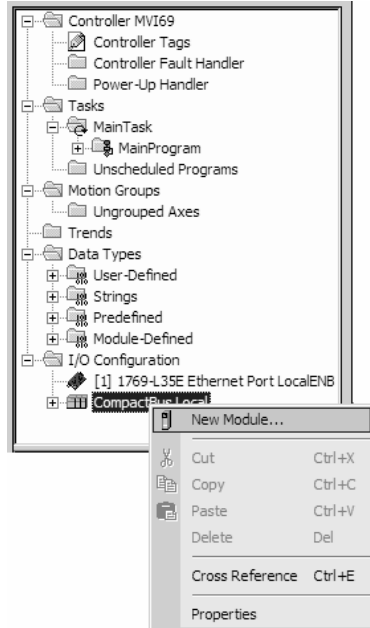 Controller MVI69
Controller Tags
Controller Fault Handler
Power-Up Handler
Tasks
MainTask
MainProgram
Unscheduled Programs
Motion Groups
Ungrouped Axes
Trends
Data Types
User-Defined
Strings
Predefined
Module-Defined
I/O Configuration
[1] 1769-L35E Ethernet Port LocalENB
CompactBus Local
New Module...
Cut Ctrl+X
Copy Ctrl+C
Paste Ctrl+V
Delete Del
Cross Reference Ctrl+E
Properties